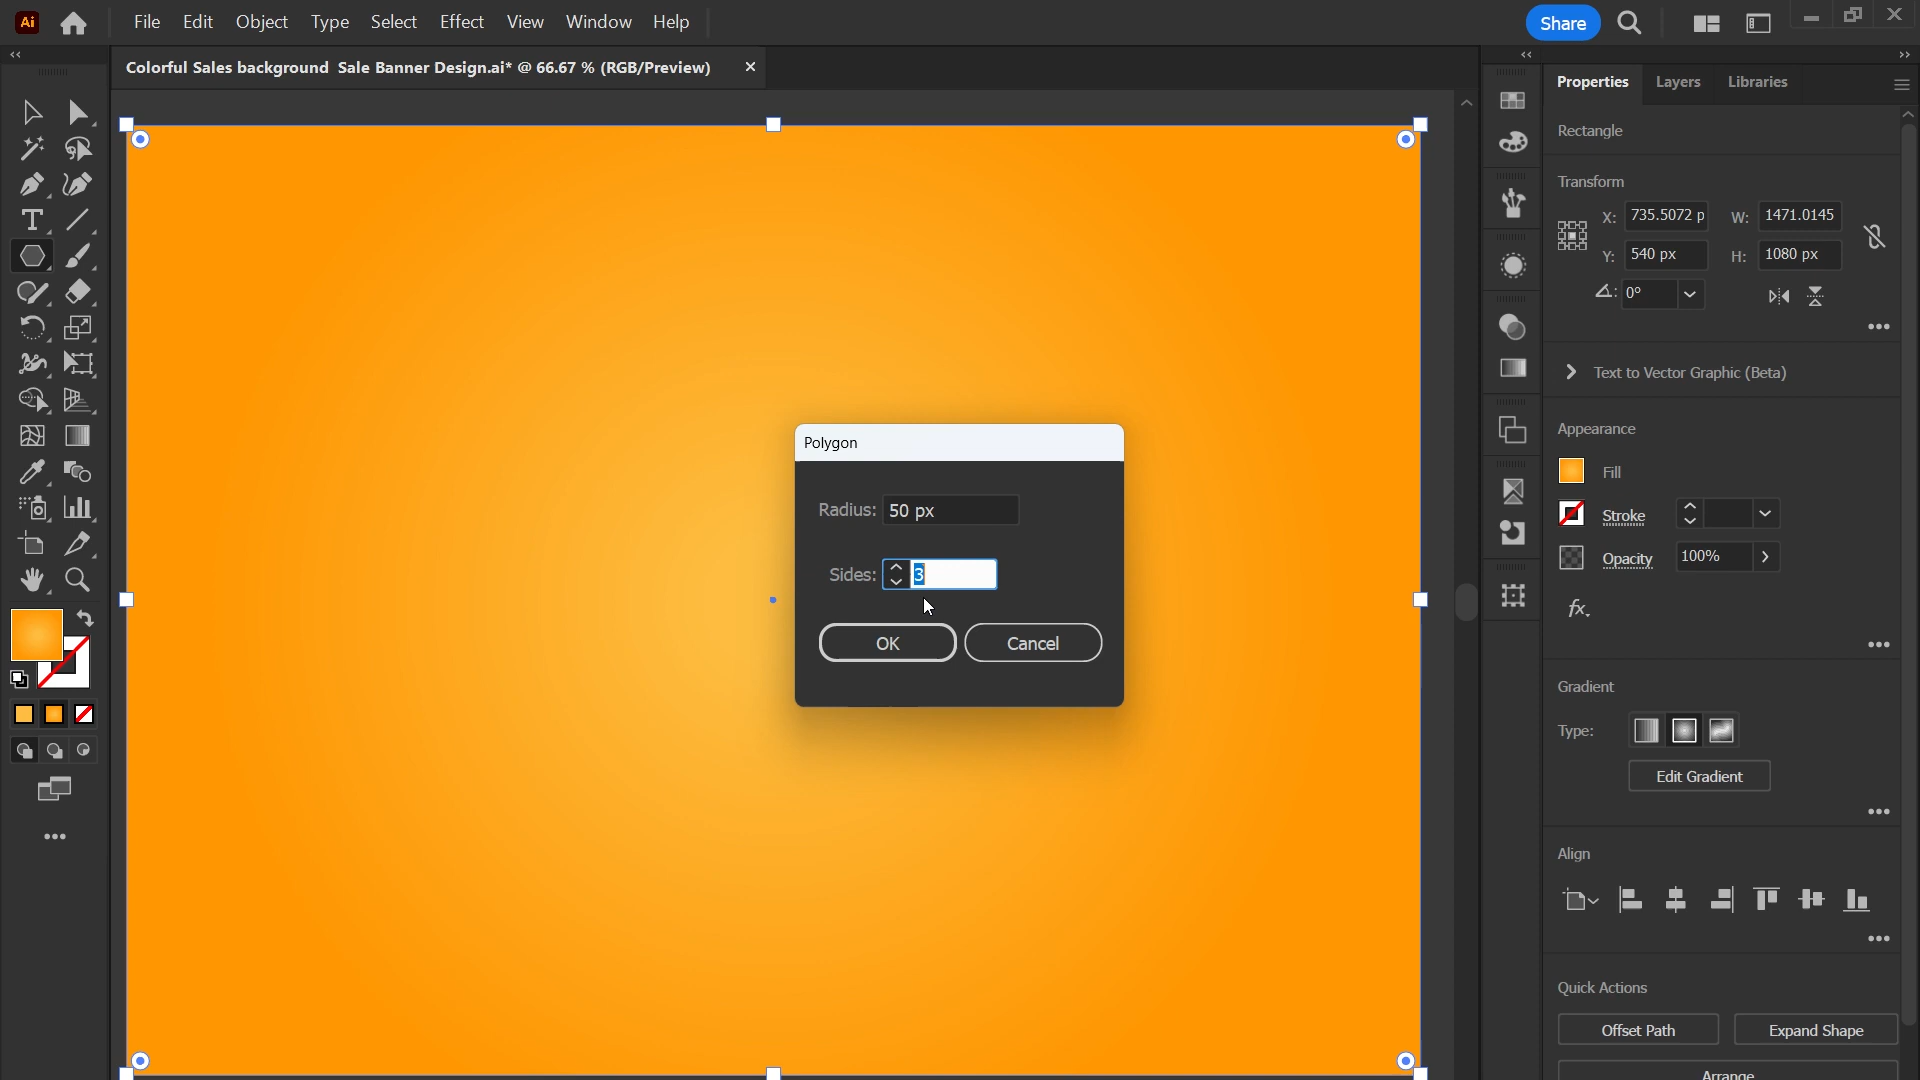 Ai File Edit Object Type Select Effect View Window Help Share
Colorful Sales background Sale Banner Design.ai* @ 66.67 % (RGB/Preview)
Properties Layers Libraries
Rectangle
Transform
X: 735.5072 p W: 1471.0145
Y: 540 px H: 1080 px
0°
Text to Vector Graphic (Beta)
Appearance
Fill
Stroke
Opacity 100%
fx.
Gradient
Type:
Edit Gradient
Align
Quick Actions
Offset Path Expand Shape
Arrange
Polygon
Radius: 50 px
Sides: 3
OK Cancel